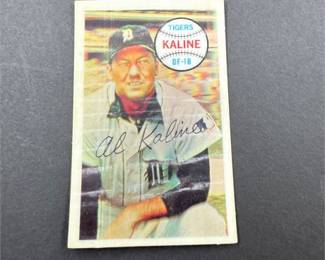 TIGERS
KALINE
OF-1B
D
Al Kaline
D